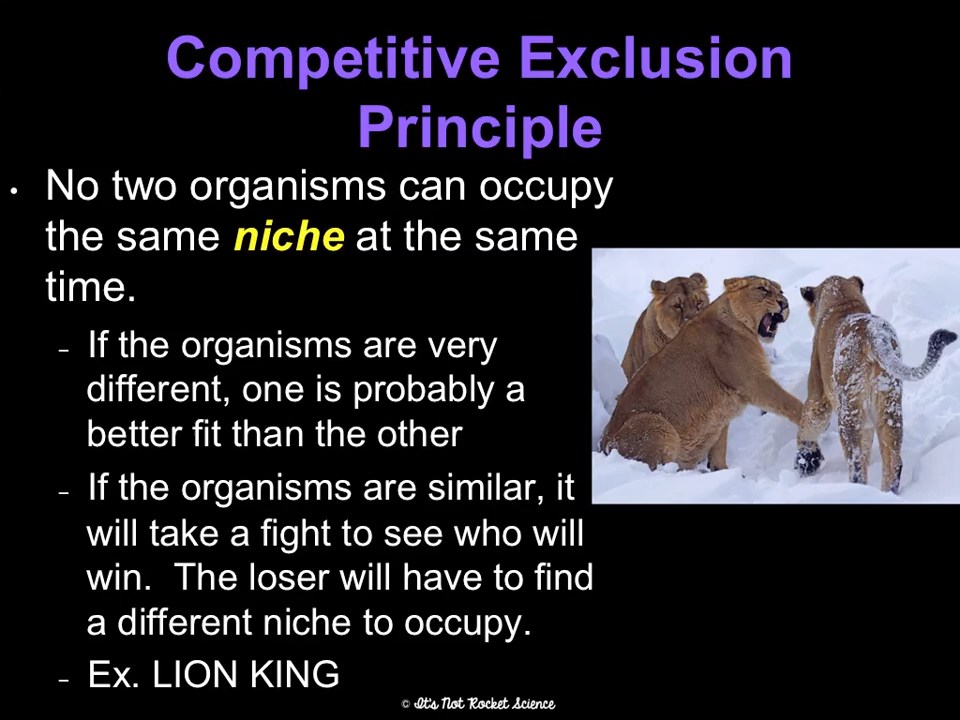 Competitive Exclusion
Principle
• No two organisms can occupy
the same niche at the same
time.
– If the organisms are very
different, one is probably a
better fit than the other
– If the organisms are similar, it
will take a fight to see who will
win.  The loser will have to find
a different niche to occupy.
– Ex. LION KING
© It's Not Rocket Science